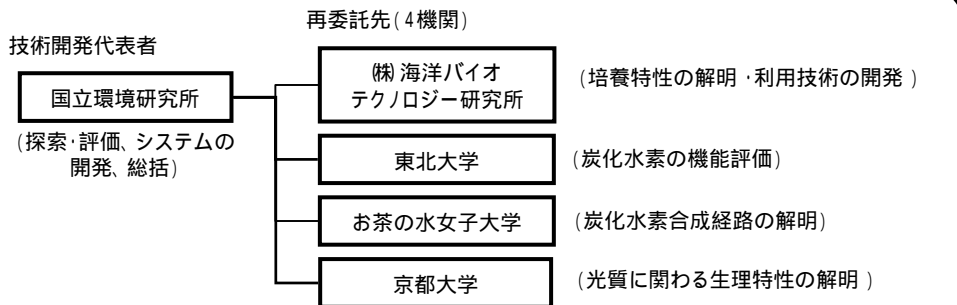 再委託先(4機関)
技術開発代表者
国立環境研究所
(探索・評価、システムの
開発、総括)
㈱海洋バイオ
テクノロジー研究所
(培養特性の解明・利用技術の開発)
東北大学
(炭化水素の機能評価)
お茶の水女子大学
(炭化水素合成経路の解明)
京都大学
(光質に関わる生理特性の解明)